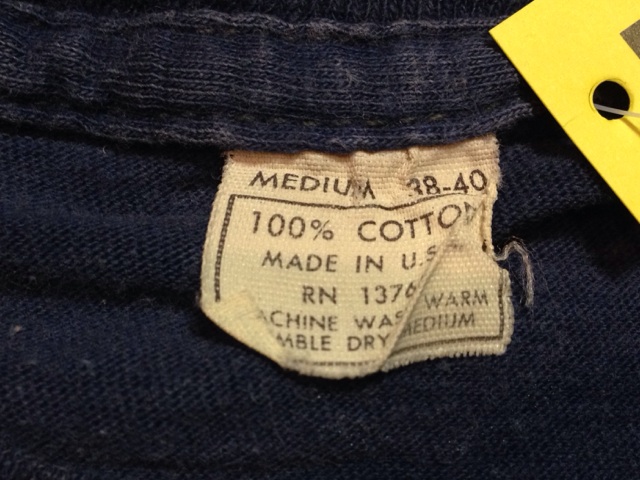 MEDIUM 38-40
100% COTTON
MADE IN U.S
RN 1376
ACHINE WAS WARM
MBLE DRY MEDIUM